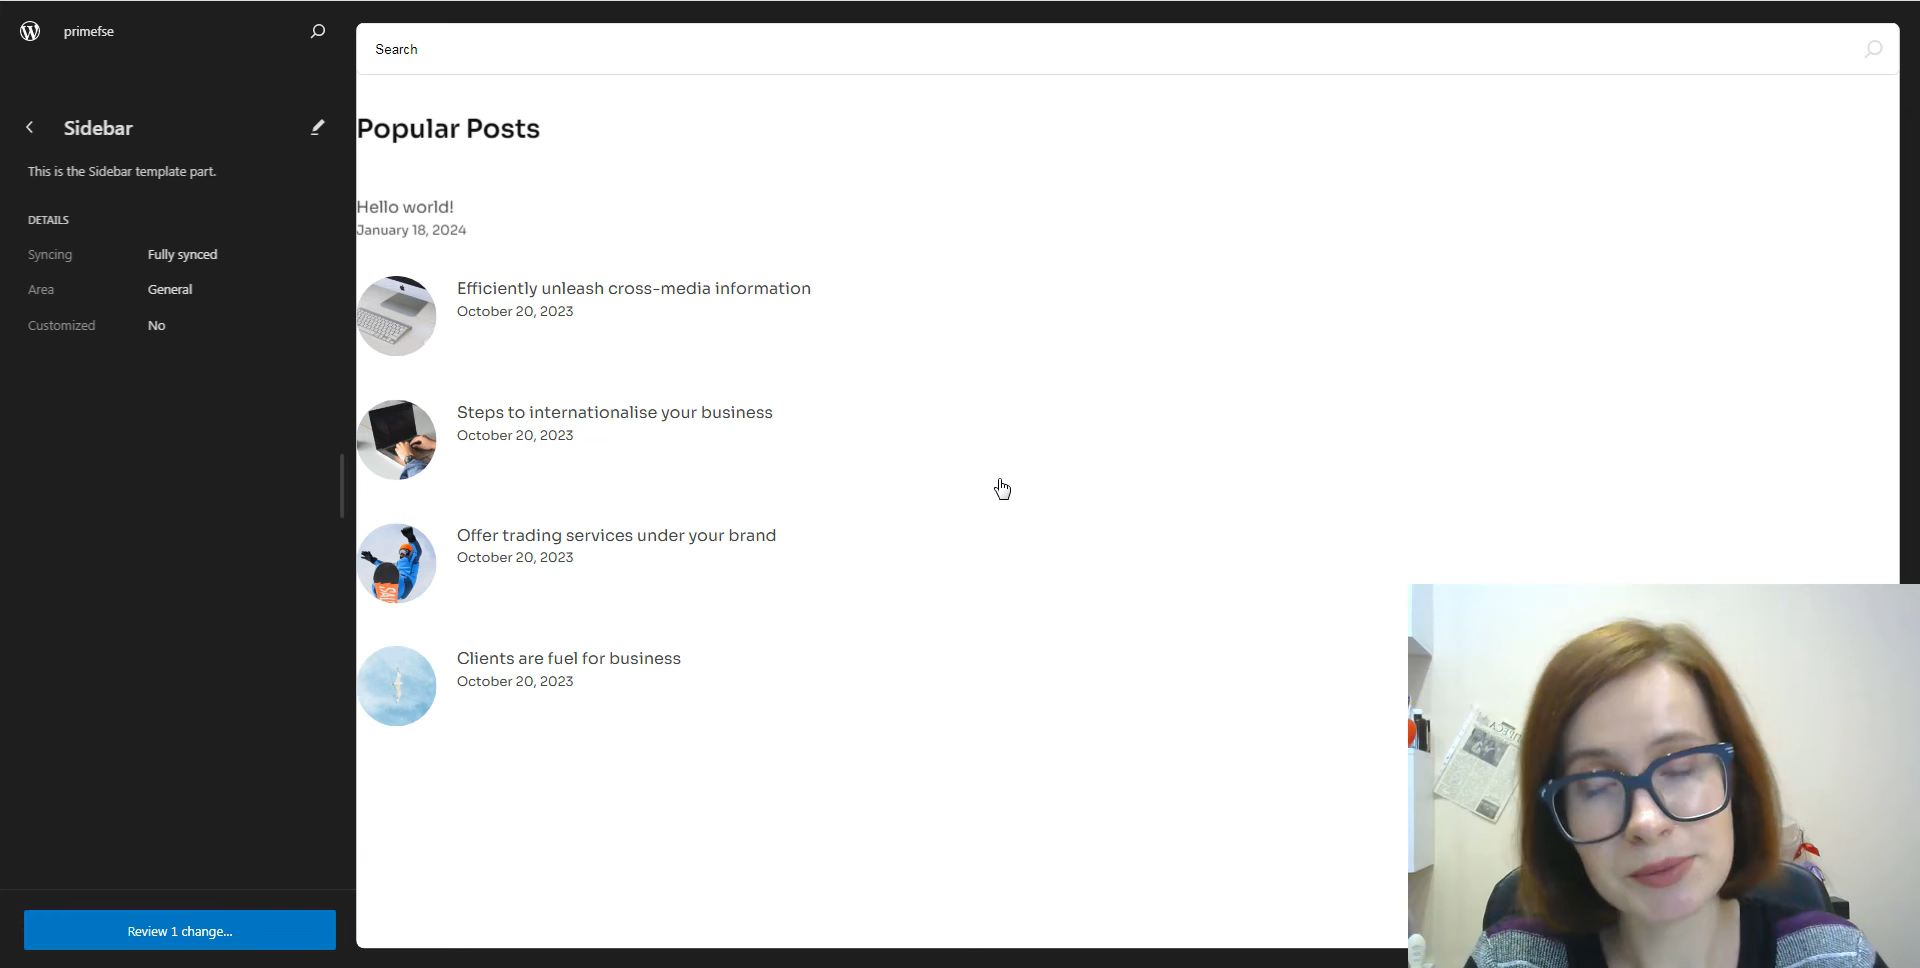 primefse
Sidebar
This is the Sidebar template part.
DETAILS
Syncing Fully synced
Area General
Customized No
Review 1 change...
Search
Popular Posts
Hello world!
January 18, 2024
Efficiently unleash cross-media information
October 20, 2023
Steps to internationalise your business
October 20, 2023
Offer trading services under your brand
October 20, 2023
Clients are fuel for business
October 20, 2023